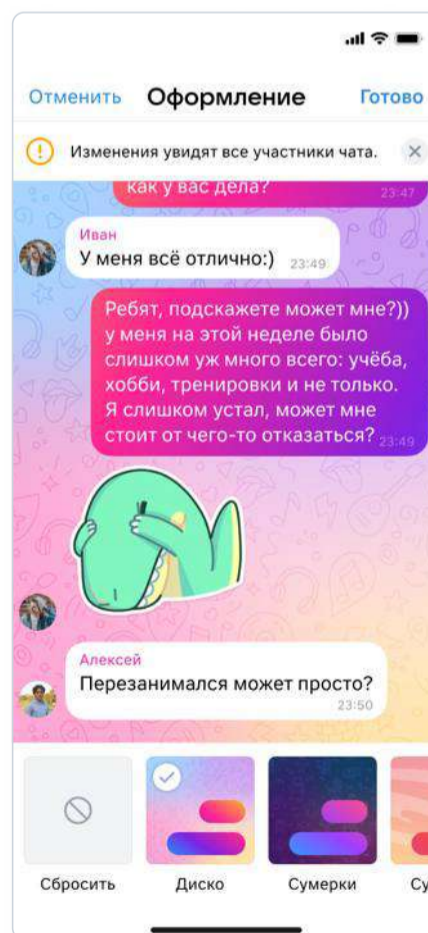 Отменить Оформление Готово
Изменения увидят все участники чата.
как у вас дела?
23:47
Иван
У меня всё отлично:) 23:49
Ребят, подскажете может мне?))
у меня на этой неделе было
слишком уж много всего: учёба,
хобби, тренировки и не только.
Я слишком устал, может мне
стоит от чего-то отказаться? 23:49
Алексей
Перезанимался может просто?
23:50
Сбросить Диско Сумерки Су